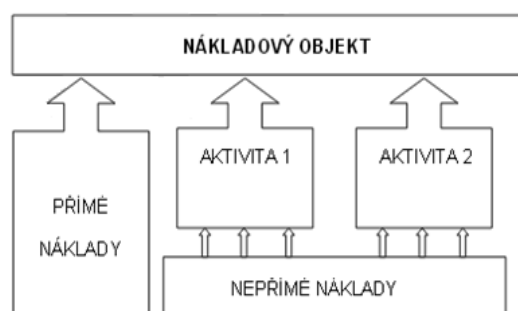 NÁKLADOVÝ OBJEKT
AKTIVITA 1
AKTIVITA 2
PŘÍMÉ
NÁKLADY
NEPŘÍMÉ NÁKLADY